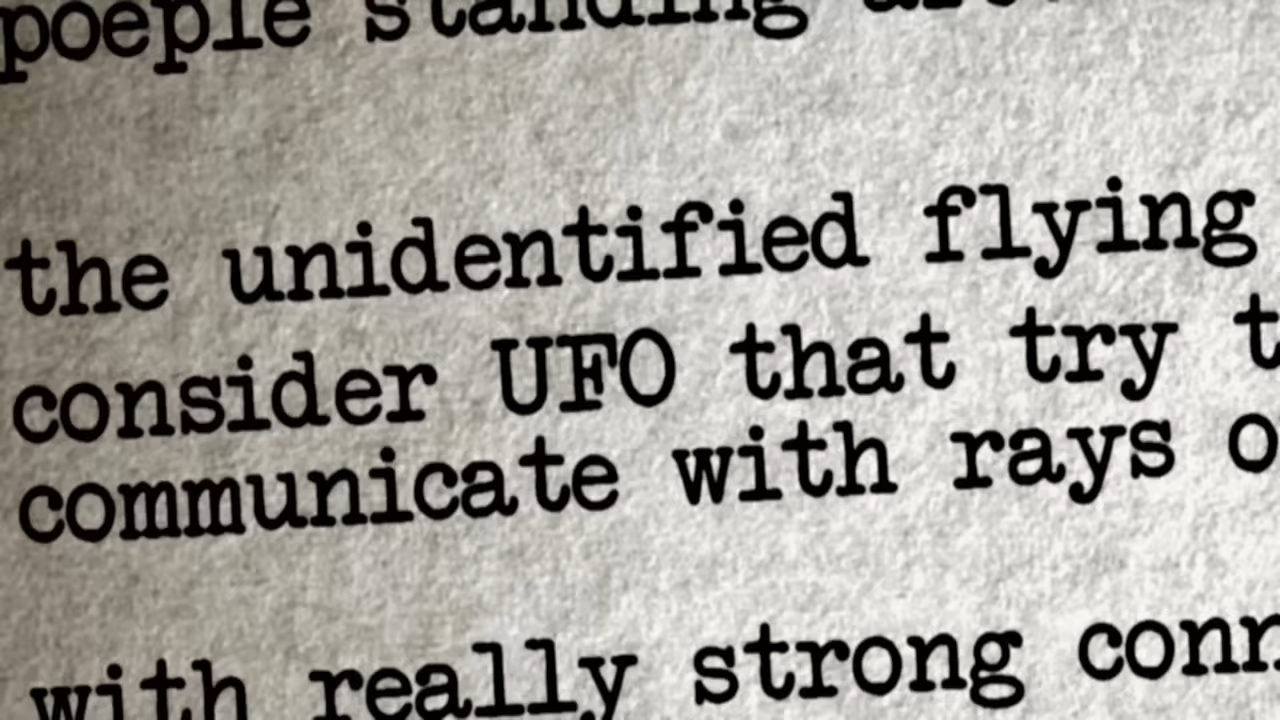 poeple standing
the unidentified flying
consider UFO that try
communicate with rays
with really strong